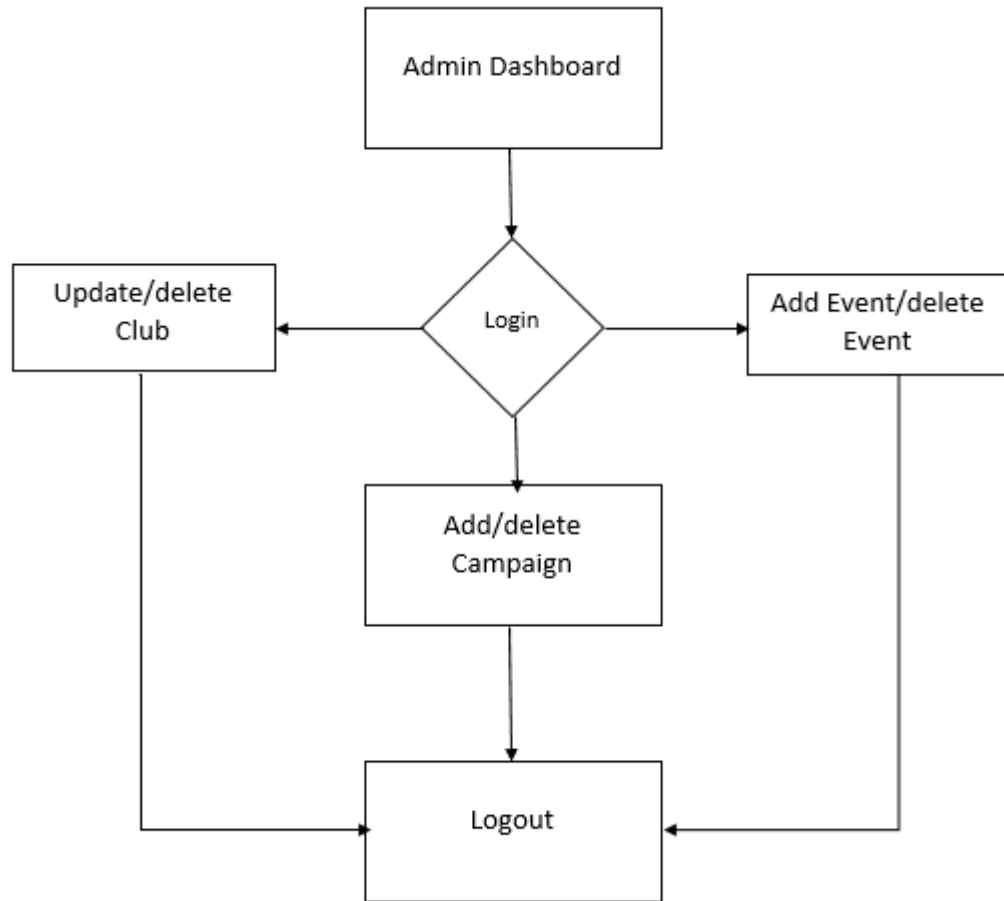 Admin Dashboard
Update/delete
Club
Login
Add Event/delete
Event
Add/delete
Campaign
Logout